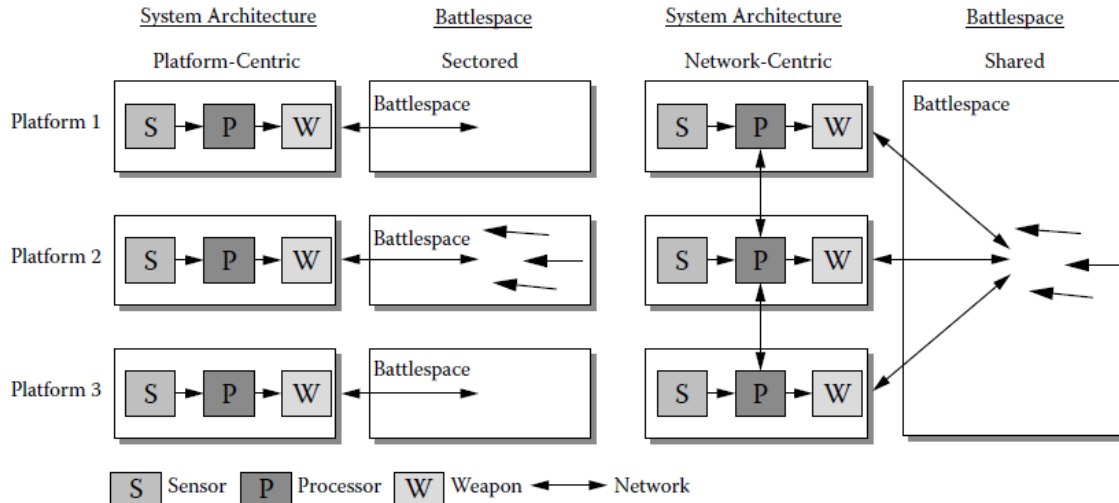 System Architecture Battlespace System Architecture Battlespace
Platform-Centric Sectored Network-Centric Shared
Platform 1 S P W Battlespace S P W Battlespace
Platform 2 S P W Battlespace S P W
Platform 3 S P W Battlespace S P W
S Sensor P Processor W Weapon Network